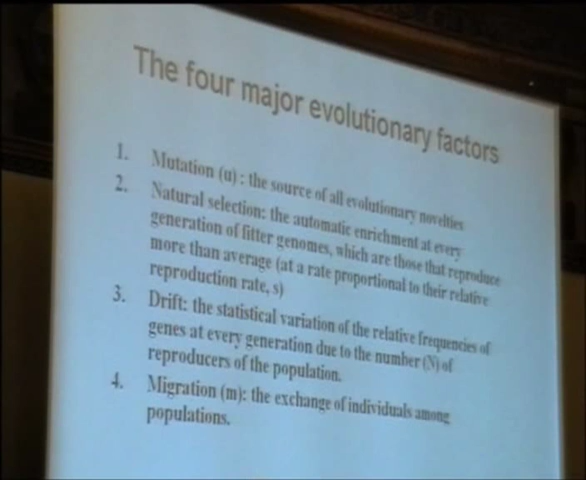 The four major evolutionary factors
1. Mutation (u) : the source of all evolutionary novelties
2. Natural selection: the automatic enrichment at every
generation of fitter genomes, which are those that reproduce
more than average (at a rate proportional to their relative
reproduction rate, s)
3. Drift: the statistical variation of the relative frequencies of
genes at every generation due to the number (N) of
reproducers of the population.
4. Migration (m): the exchange of individuals among
populations.